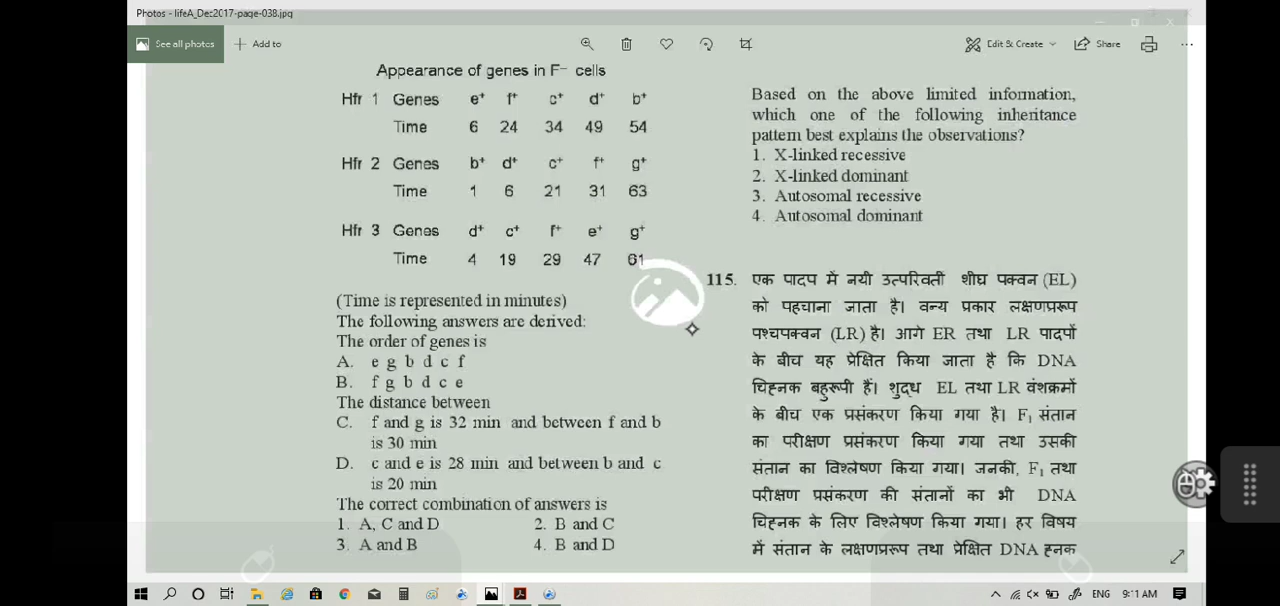 Photos - lifeA_Dec2017-page-038.jpg
See all photos
Add to
Edit & Create
Share
Appearance of genes in F⁻ cells
Hfr 1 Genes e⁺ f⁺ c⁺ d⁺ b⁺
Time 6 24 34 49 54
Hfr 2 Genes b⁺ d⁺ c⁺ f⁺ g⁺
Time 1 6 21 31 63
Hfr 3 Genes d⁺ c⁺ f⁺ e⁺ g⁺
Time 4 19 29 47 61
(Time is represented in minutes)
The following answers are derived:
The order of genes is
A. e g b d c f
B. f g b d c e
The distance between
C. f and g is 32 min and between f and b
is 30 min
D. c and e is 28 min and between b and c
is 20 min
The correct combination of answers is
1. A, C and D 2. B and C
3. A and B 4. B and D
Based on the above limited information,
which one of the following inheritance
pattern best explains the observations?
1. X-linked recessive
2. X-linked dominant
3. Autosomal recessive
4. Autosomal dominant
115. एक पादप में नयी उत्परिवर्ती शीघ्र पक्वन (EL)
को पहचाना जाता है। वन्य प्रकार लक्षणप्ररूप
पश्चपक्वन (LR) है। आगे ER तथा LR पादपों
के बीच यह प्रेक्षित किया जाता है कि DNA
चिह्नक बहुरूपी हैं। शुद्ध EL तथा LR वंशक्रमों
के बीच एक प्रसंकरण किया गया है। F₁ संतान
का परीक्षण प्रसंकरण किया गया तथा उसकी
संतान का विश्लेषण किया गया। जनकी, F₁ तथा
परीक्षण प्रसंकरण की संतानों का भी DNA
चिह्नक के लिए विश्लेषण किया गया। हर विषय
में संतान के लक्षणप्ररूप तथा प्रेक्षित DNA ह्नक
ENG 9:11 AM